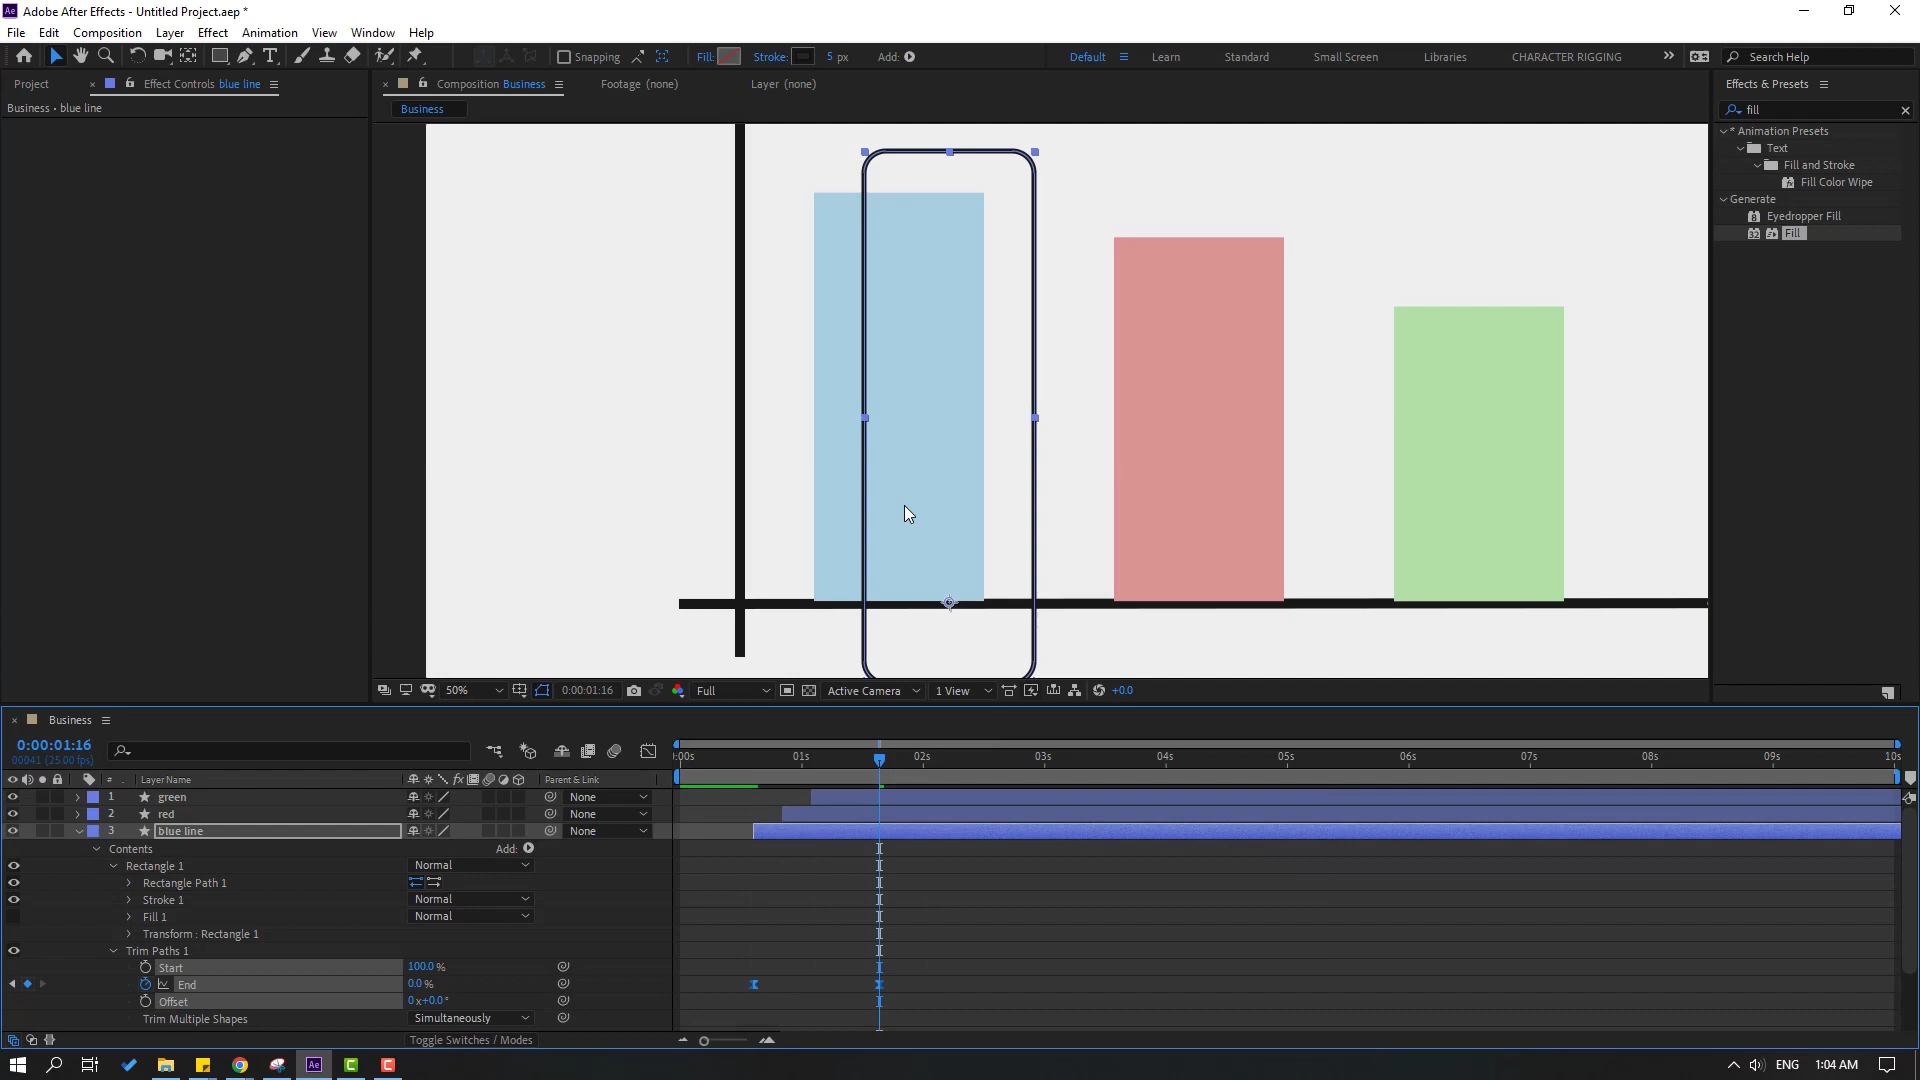 Adobe After Effects - Untitled Project.aep *
File Edit Composition Layer Effect Animation View Window Help
Snapping Fill: Stroke: 5 px Add: Default Learn Standard Small Screen Libraries CHARACTER RIGGING Search Help
Project Effect Controls blue line Composition Business Footage (none) Layer (none) Effects & Presets
Business • blue line
Business
fill
* Animation Presets
Text
Fill and Stroke
Fill Color Wipe
Generate
Eyedropper Fill
Fill
50% 0:00:01:16 Full Active Camera 1 View +0.0
Business
0:00:01:16
00041 (25.00 fps)
:00s 01s 02s 03s 04s 05s 06s 07s 08s 09s 10s
# Layer Name Parent & Link
1 green None
2 red None
3 blue line None
Contents Add:
Rectangle 1 Normal
Rectangle Path 1
Stroke 1 Normal
Fill 1 Normal
Transform : Rectangle 1
Trim Paths 1
Start 100.0 %
End 0.0 %
Offset 0 x+0.0 °
Trim Multiple Shapes Simultaneously
Toggle Switches / Modes
ENG 1:04 AM